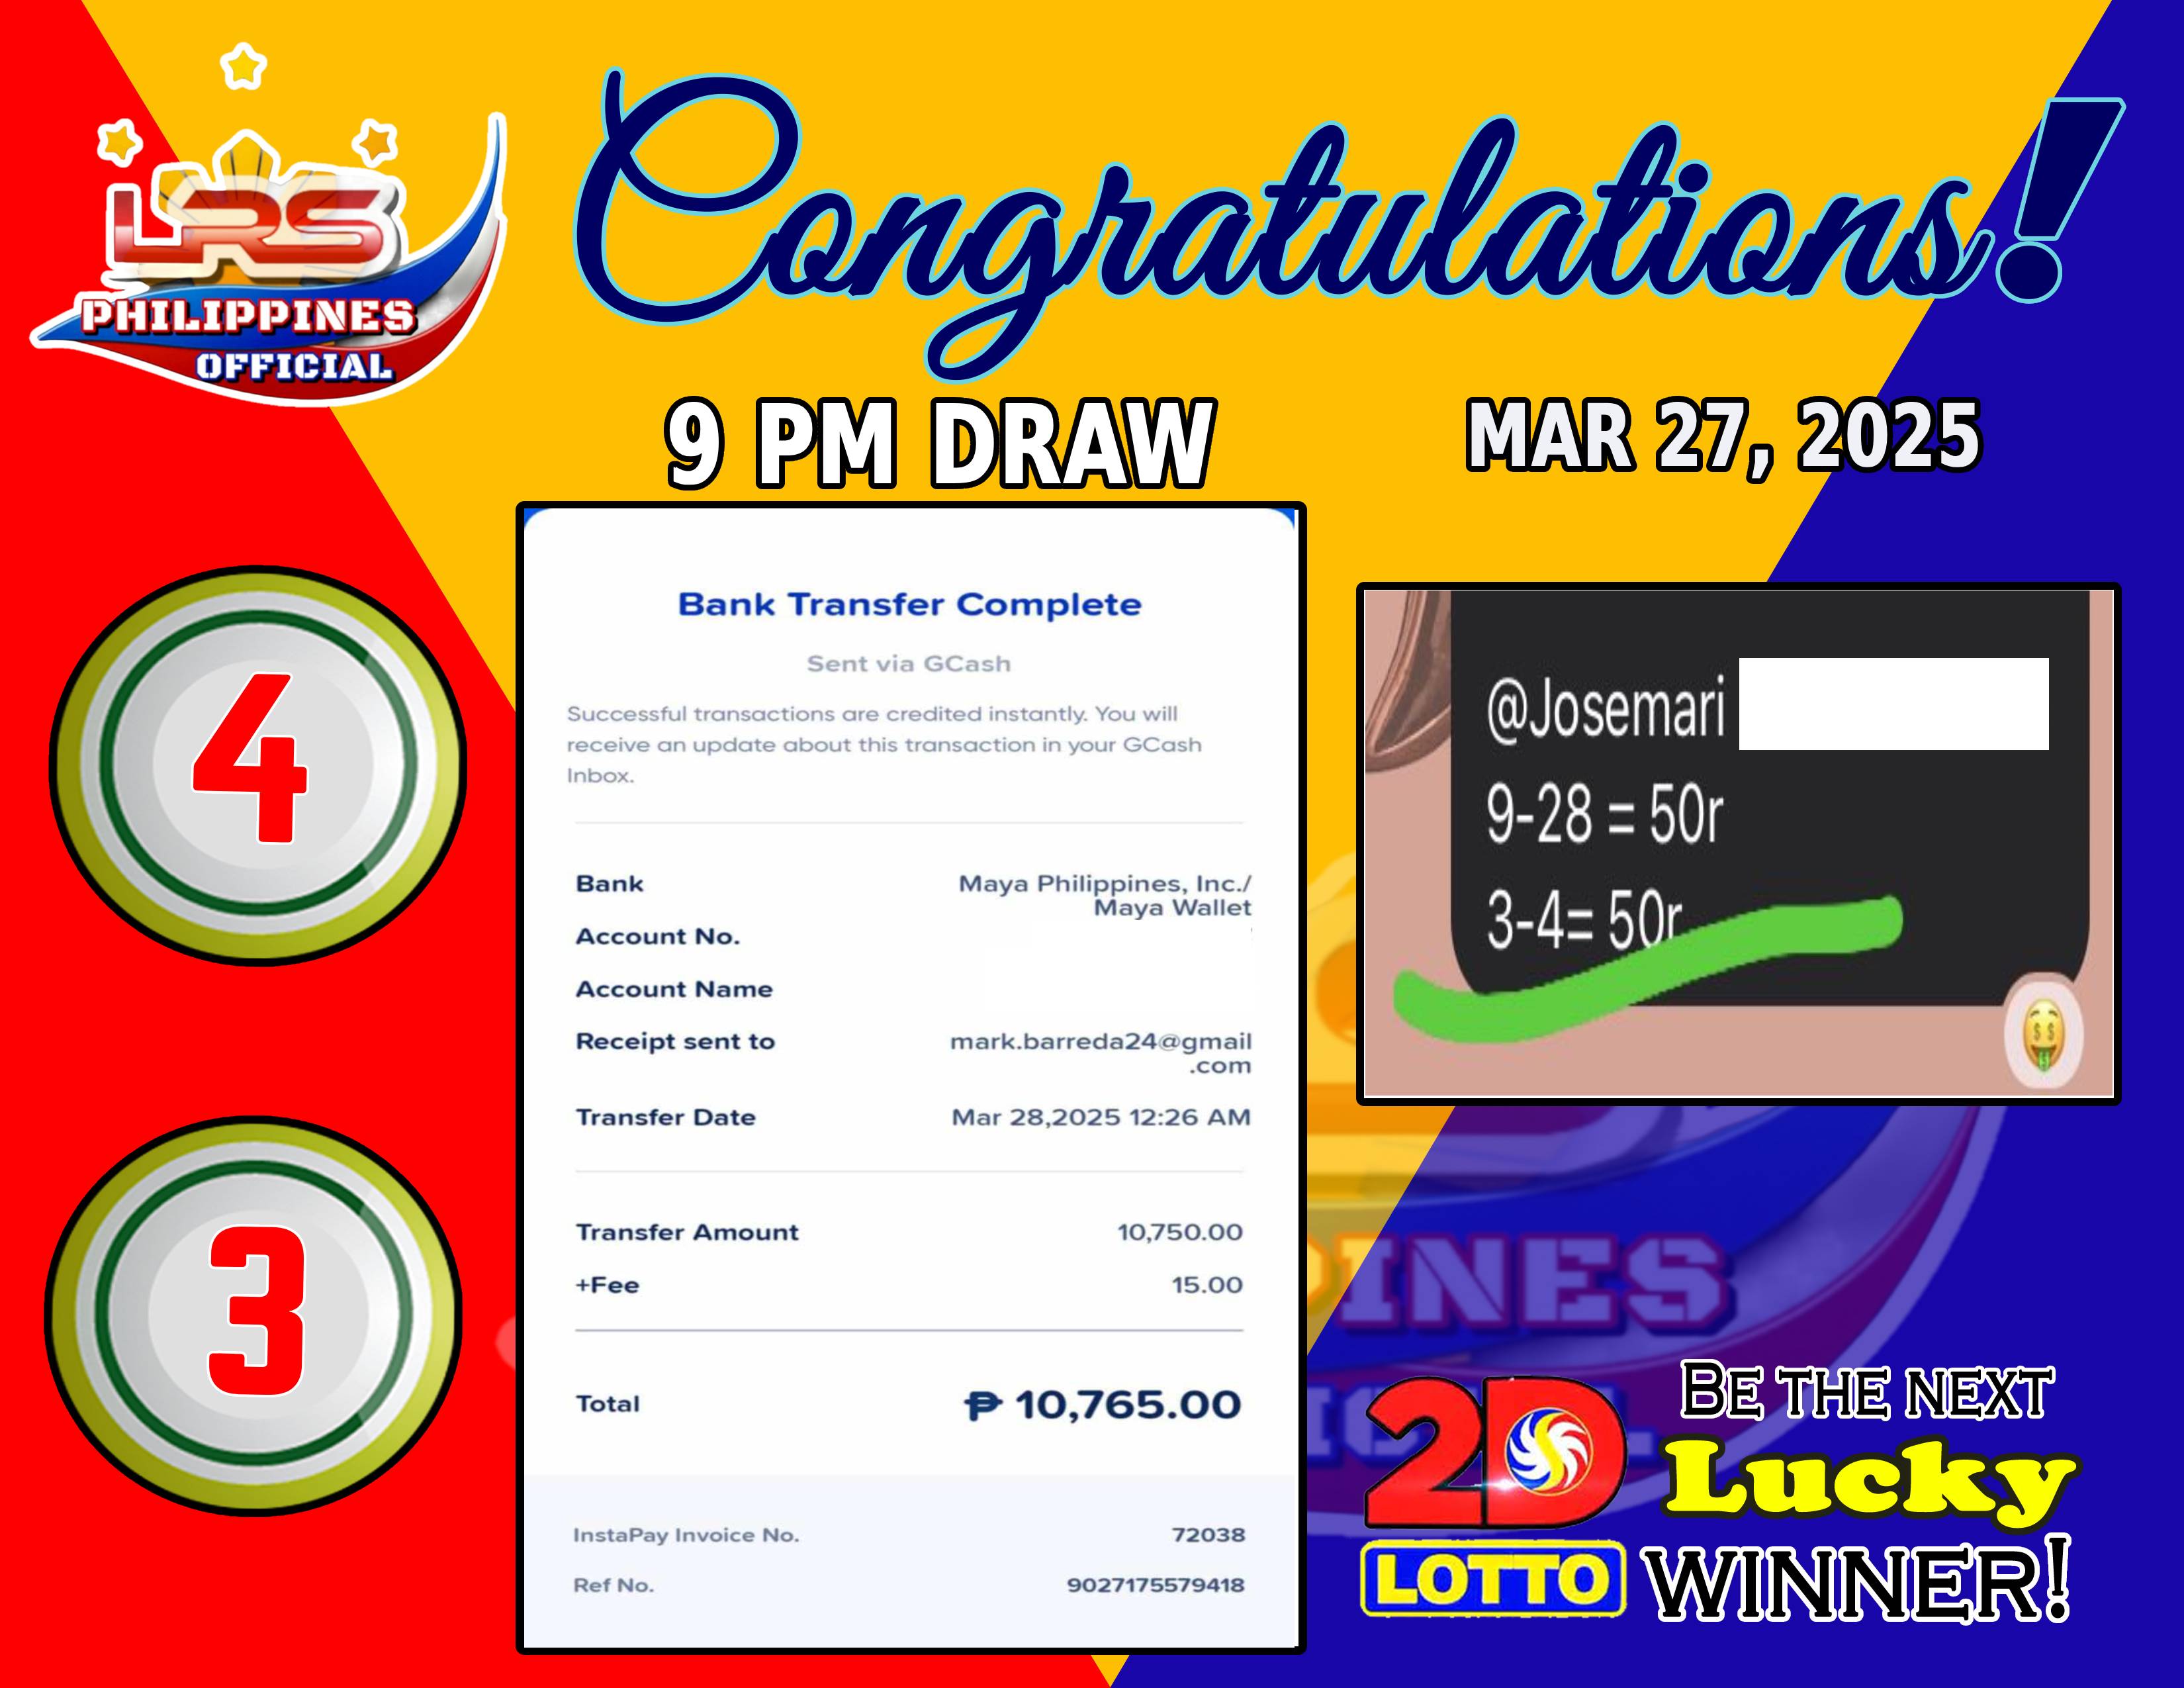 LRS
PHILIPPINES
OFFICIAL
Congratulations!
9 PM DRAW
MAR 27, 2025
4
3
Bank Transfer Complete
Sent via GCash
Successful transactions are credited instantly. You will
receive an update about this transaction in your GCash
Inbox.
Bank Maya Philippines, Inc./
Maya Wallet
Account No.
Account Name
Receipt sent to mark.barreda24@gmail
.com
Transfer Date Mar 28,2025 12:26 AM
Transfer Amount 10,750.00
+Fee 15.00
Total ₱ 10,765.00
InstaPay Invoice No. 72038
Ref No. 9027175579418
@Josemari
9-28 = 50r
3-4= 50r
PINES
2D
LOTTO
BE THE NEXT
Lucky
WINNER!